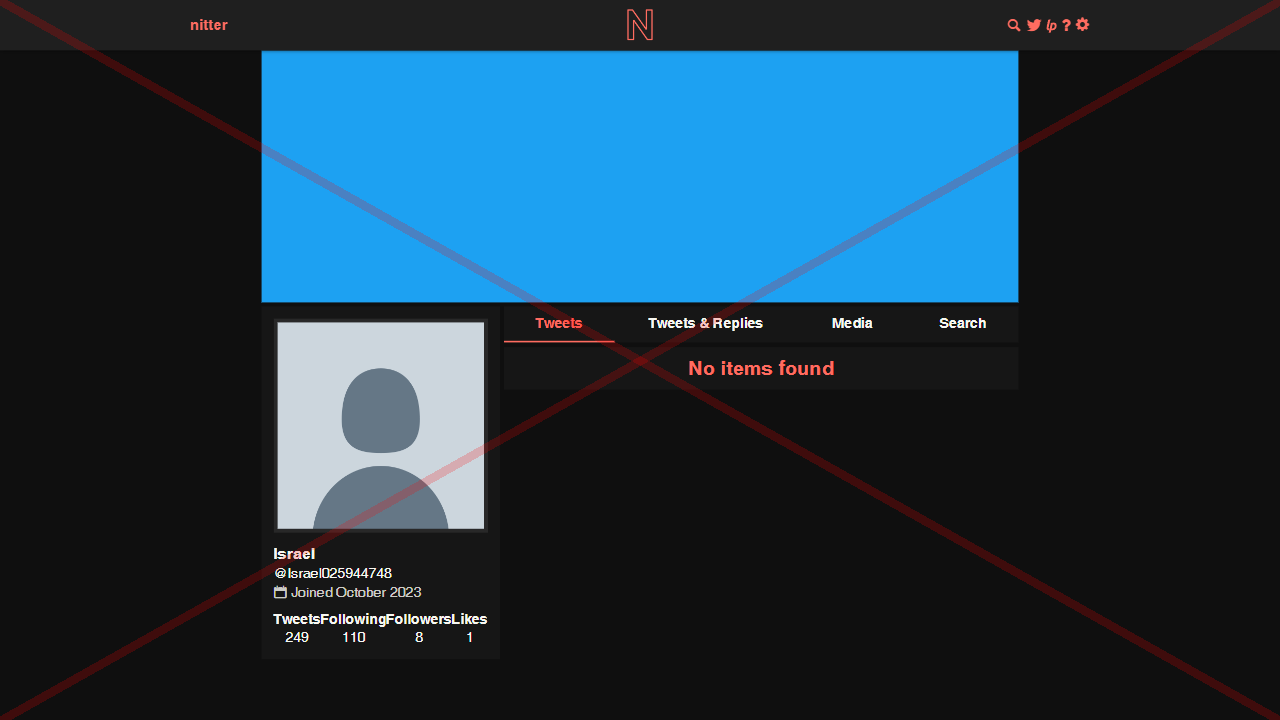 nitter
N
lp ?
Tweets
Tweets & Replies
Media
Search
No items found
Israel
@Israel025944748
Joined October 2023
Tweets Following Followers Likes
249 110 8 1